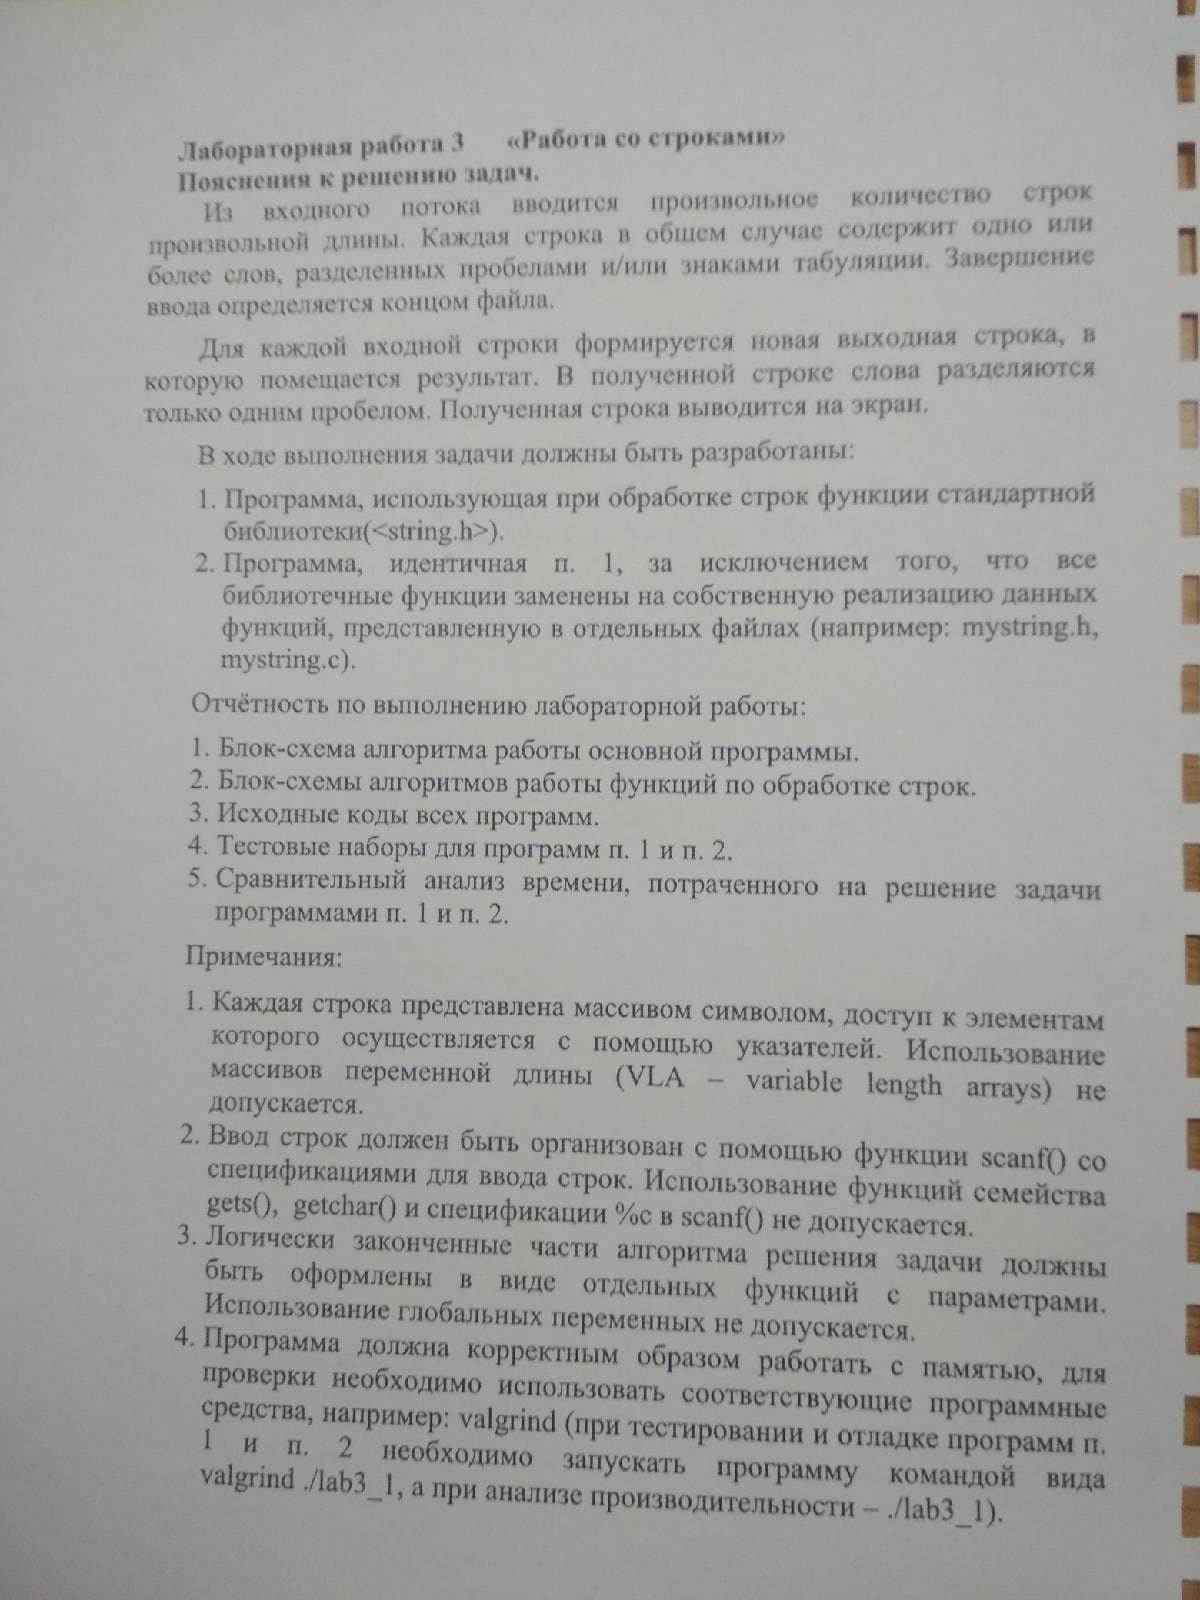 Лабораторная работа 3 «Работа со строками»
Пояснения к решению задач.
Из входного потока вводится произвольное количество строк
произвольной длины. Каждая строка в общем случае содержит одно или
более слов, разделенных пробелами и/или знаками табуляции. Завершение
ввода определяется концом файла.
Для каждой входной строки формируется новая выходная строка, в
которую помещается результат. В полученной строке слова разделяются
только одним пробелом. Полученная строка выводится на экран.
В ходе выполнения задачи должны быть разработаны:
1. Программа, использующая при обработке строк функции стандартной
библиотеки(<string.h>).
2. Программа, идентичная п. 1, за исключением того, что все
библиотечные функции заменены на собственную реализацию данных
функций, представленную в отдельных файлах (например: mystring.h,
mystring.c).
Отчётность по выполнению лабораторной работы:
1. Блок-схема алгоритма работы основной программы.
2. Блок-схемы алгоритмов работы функций по обработке строк.
3. Исходные коды всех программ.
4. Тестовые наборы для программ п. 1 и п. 2.
5. Сравнительный анализ времени, потраченного на решение задачи
программами п. 1 и п. 2.
Примечания:
1. Каждая строка представлена массивом символом, доступ к элементам
которого осуществляется с помощью указателей. Использование
массивов переменной длины (VLA – variable length arrays) не
допускается.
2. Ввод строк должен быть организован с помощью функции scanf() со
спецификациями для ввода строк. Использование функций семейства
gets(), getchar() и спецификации %c в scanf() не допускается.
3. Логически законченные части алгоритма решения задачи должны
быть оформлены в виде отдельных функций с параметрами.
Использование глобальных переменных не допускается.
4. Программа должна корректным образом работать с памятью, для
проверки необходимо использовать соответствующие программные
средства, например: valgrind (при тестировании и отладке программ п.
1 и п. 2 необходимо запускать программу командой вида
valgrind ./lab3_1, а при анализе производительности – ./lab3_1).